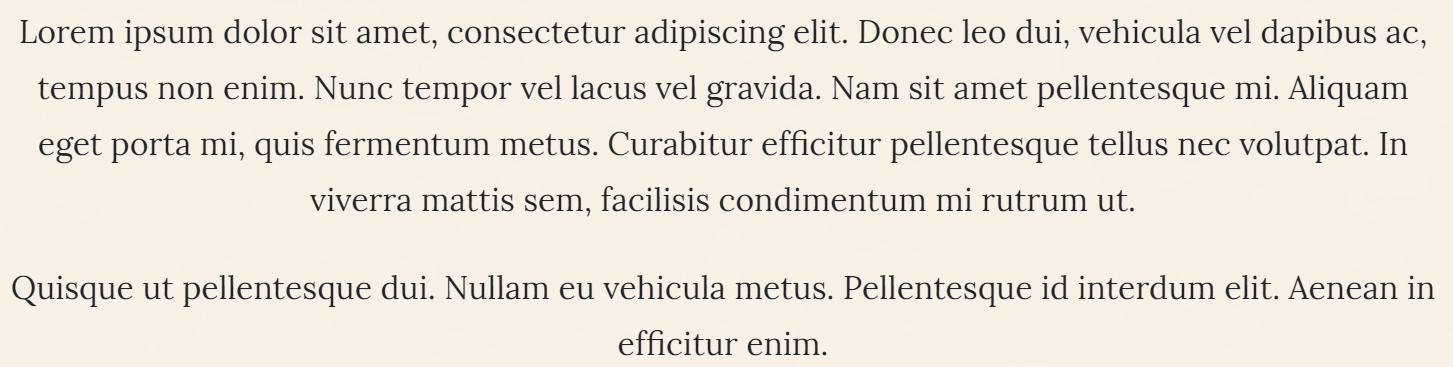 Lorem ipsum dolor sit amet, consectetur adipiscing elit. Donec leo dui, vehicula vel dapibus ac,
tempus non enim. Nunc tempor vel lacus vel gravida. Nam sit amet pellentesque mi. Aliquam
eget porta mi, quis fermentum metus. Curabitur efficitur pellentesque tellus nec volutpat. In
viverra mattis sem, facilisis condimentum mi rutrum ut.
Quisque ut pellentesque dui. Nullam eu vehicula metus. Pellentesque id interdum elit. Aenean in
efficitur enim.